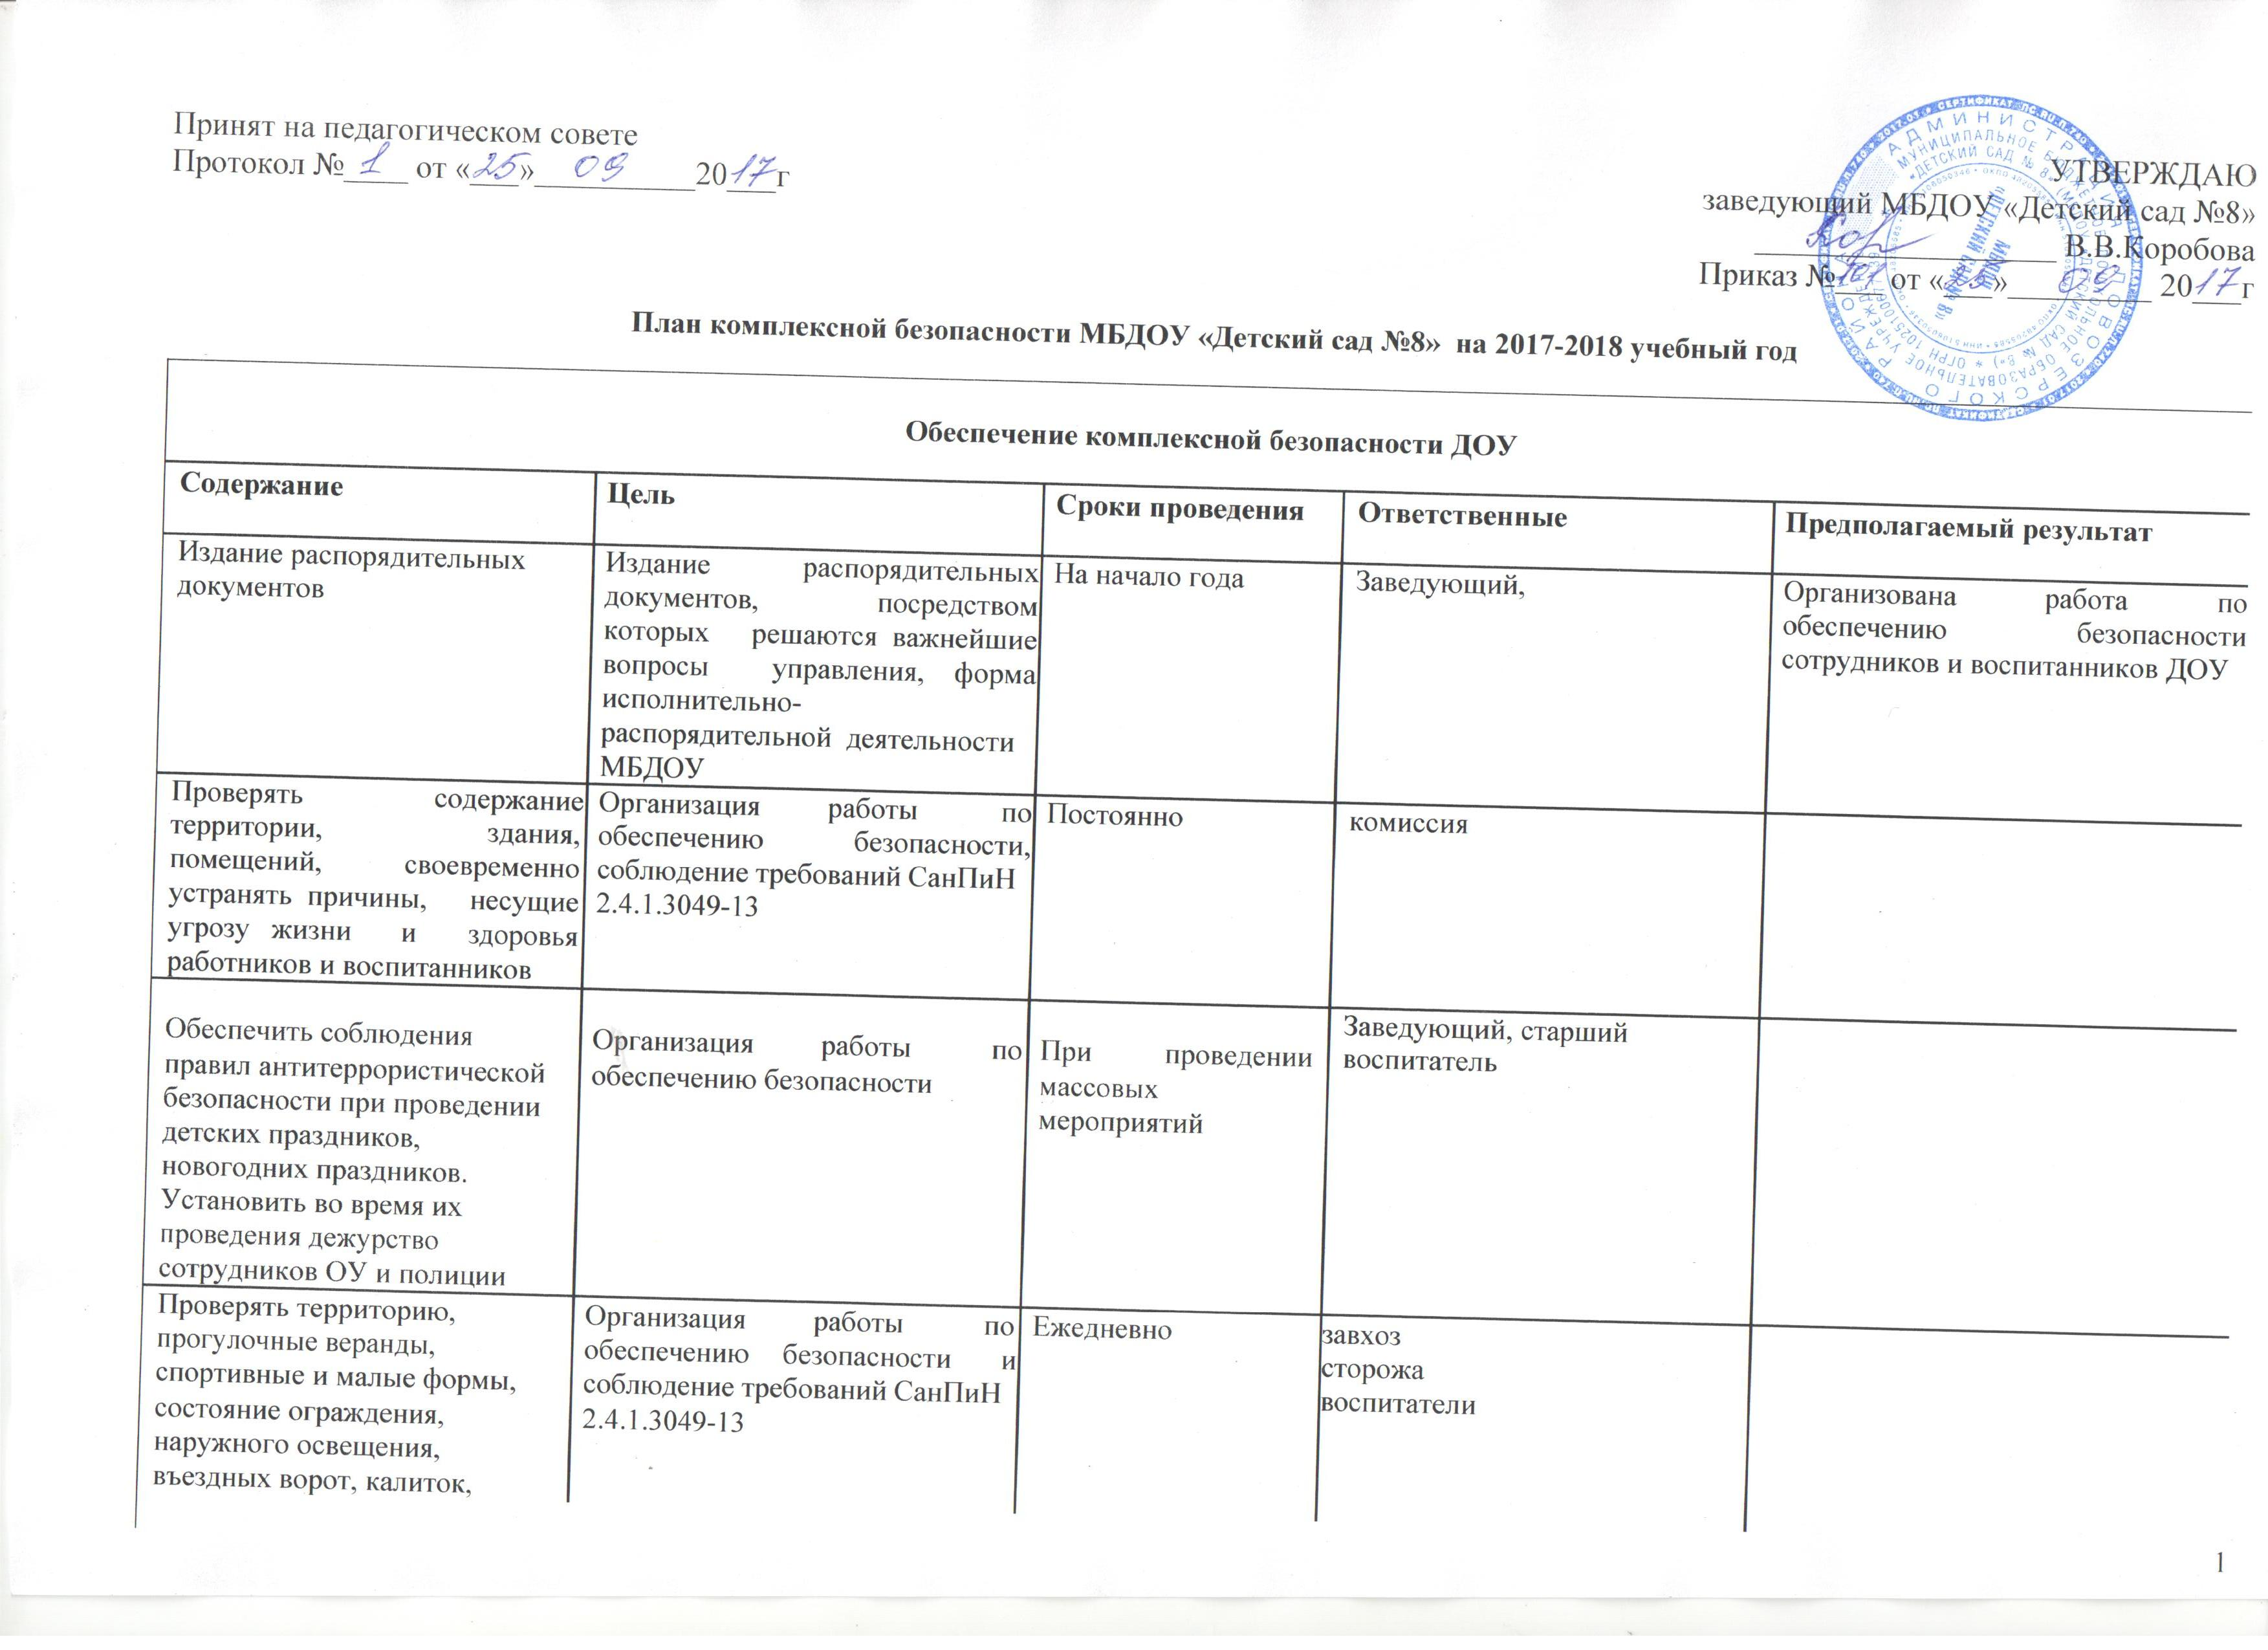 Принят на педагогическом совете
Протокол №1 от «25» 09 2017г
УТВЕРЖДАЮ
заведующий МБДОУ «Детский сад №8»
В.В.Коробова
Приказ № от « » 09 2017г
План комплексной безопасности МБДОУ «Детский сад №8» на 2017-2018 учебный год
Обеспечение комплексной безопасности ДОУ
Содержание
Цель
Сроки проведения
Ответственные
Предполагаемый результат
Издание распорядительных
документов
Издание распорядительных
документов, посредством
которых решаются важнейшие
вопросы управления, форма
исполнительно-
распорядительной деятельности
МБДОУ
На начало года
Заведующий,
Организована работа по
обеспечению безопасности
сотрудников и воспитанников ДОУ
Проверять содержание
территории, здания,
помещений, своевременно
устранять причины, несущие
угрозу жизни и здоровья
работников и воспитанников
Организация работы по
обеспечению безопасности,
соблюдение требований СанПиН
2.4.1.3049-13
Постоянно
комиссия
Обеспечить соблюдения
правил антитеррористической
безопасности при проведении
детских праздников,
новогодних праздников.
Установить во время их
проведения дежурство
сотрудников ОУ и полиции
Организация работы по
обеспечению безопасности
При проведении
массовых
мероприятий
Заведующий, старший
воспитатель
Проверять территорию,
прогулочные веранды,
спортивные и малые формы,
состояние ограждения,
наружного освещения,
въездных ворот, калиток,
Организация работы по
обеспечению безопасности и
соблюдение требований СанПиН
2.4.1.3049-13
Ежедневно
завхоз
сторожа
воспитатели
МБДОУ
«ДЕТСКИЙ САД № 8»
1